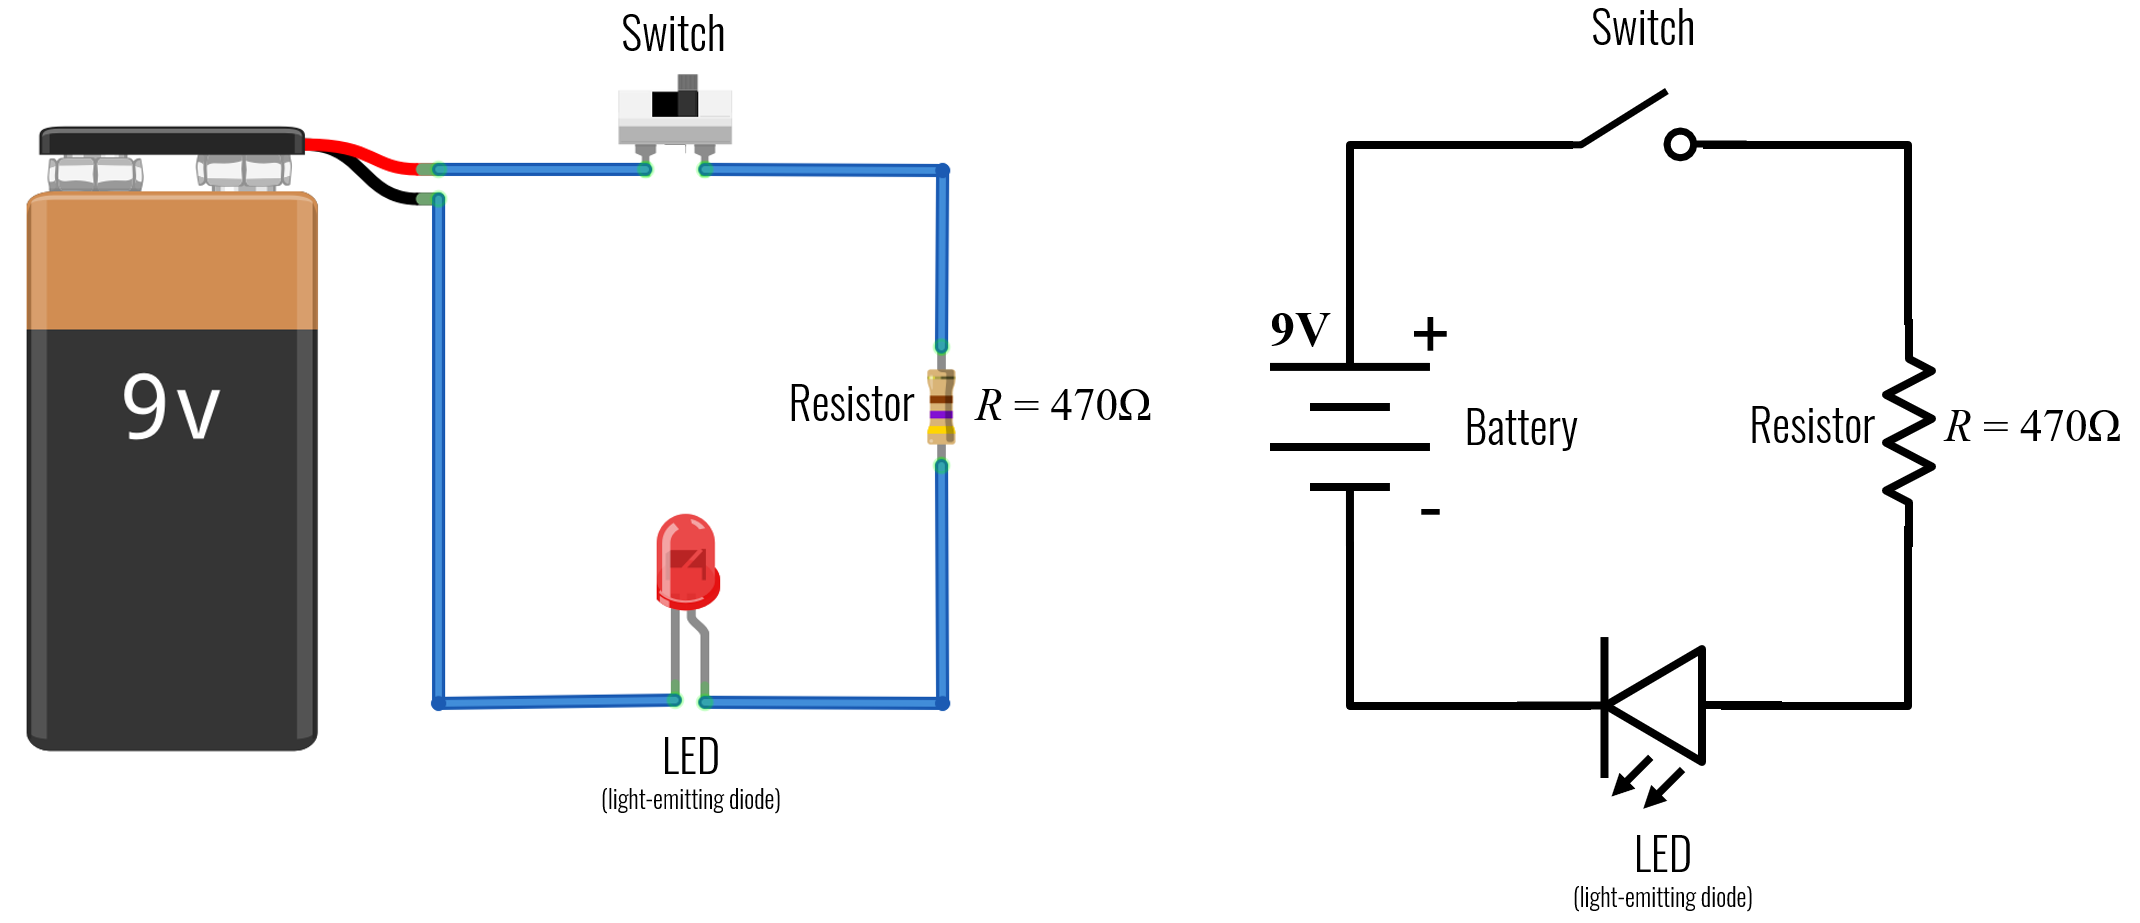 Switch
9v
Resistor
R = 470Ω
LED
(light-emitting diode)
Switch
9V
+
Battery
-
Resistor
R = 470Ω
LED
(light-emitting diode)